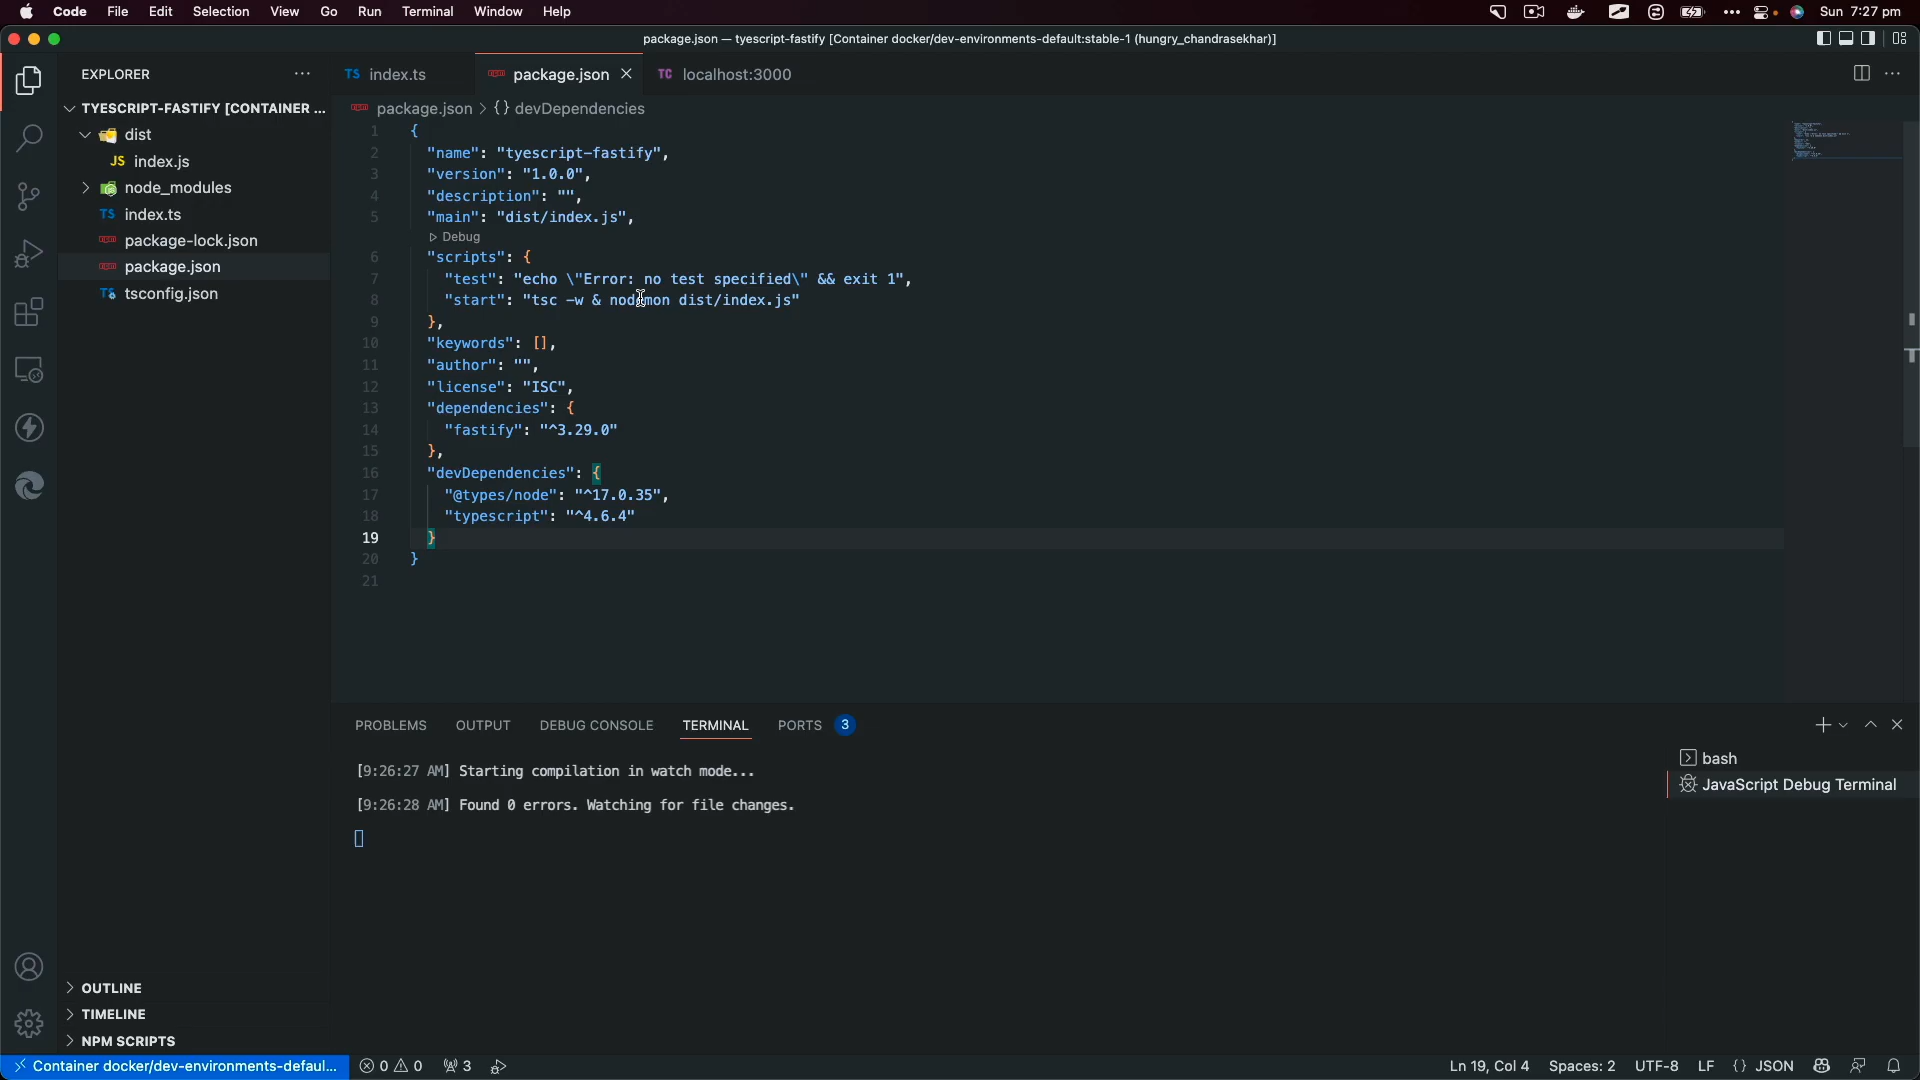 Code File Edit Selection View Go Run Terminal Window Help Sun 7:27 pm
package.json — tyescript-fastify [Container docker/dev-environments-default:stable-1 (hungry_chandrasekhar)]
EXPLORER
TYESCRIPT-FASTIFY [CONTAINER ...
dist
JS index.js
node_modules
TS index.ts
package-lock.json
package.json
TS tsconfig.json
OUTLINE
TIMELINE
NPM SCRIPTS
TS index.ts package.json TC localhost:3000
package.json > {} devDependencies
1 {
2 "name": "tyescript-fastify",
3 "version": "1.0.0",
4 "description": "",
5 "main": "dist/index.js",
Debug
6 "scripts": {
7 "test": "echo \"Error: no test specified\" && exit 1",
8 "start": "tsc -w & nodemon dist/index.js"
9 },
10 "keywords": [],
11 "author": "",
12 "license": "ISC",
13 "dependencies": {
14 "fastify": "^3.29.0"
15 },
16 "devDependencies": {
17 "@types/node": "^17.0.35",
18 "typescript": "^4.6.4"
19 }
20 }
21
PROBLEMS OUTPUT DEBUG CONSOLE TERMINAL PORTS 3
[9:26:27 AM] Starting compilation in watch mode...
[9:26:28 AM] Found 0 errors. Watching for file changes.
bash
JavaScript Debug Terminal
Container docker/dev-environments-defaul... 0 0 3 Ln 19, Col 4 Spaces: 2 UTF-8 LF {} JSON